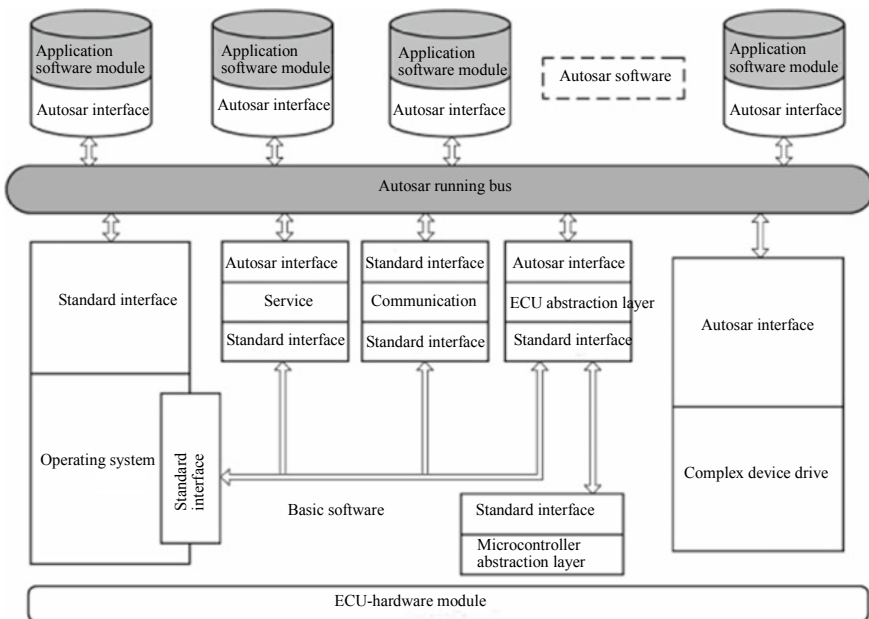 Application
software module
Autosar interface
Application
software module
Autosar interface
Application
software module
Autosar interface
Autosar software
Application
software module
Autosar interface
Autosar running bus
Standard interface
Operating system
Standard
interface
Autosar interface
Service
Standard interface
Standard interface
Communication
Standard interface
Autosar interface
ECU abstraction layer
Standard interface
Basic software
Standard interface
Microcontroller
abstraction layer
Autosar interface
Complex device drive
ECU-hardware module